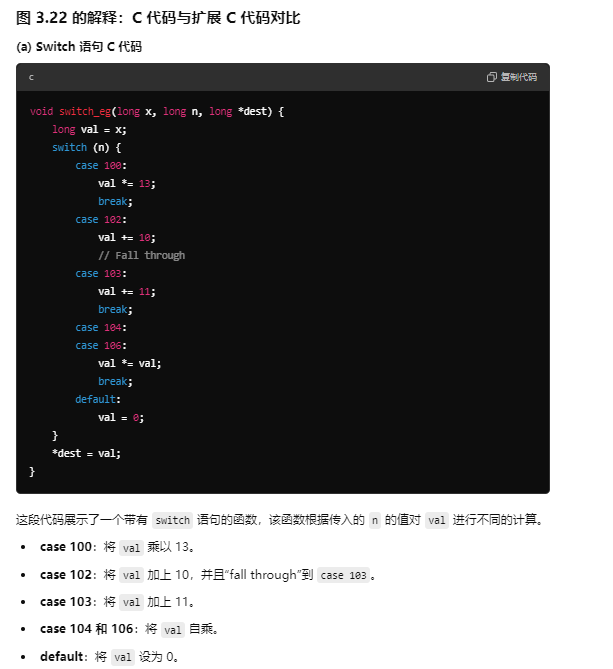 图 3.22 的解释：C 代码与扩展 C 代码对比
(a) Switch 语句 C 代码
c 复制代码
void switch_eg(long x, long n, long *dest) {
    long val = x;
    switch (n) {
        case 100:
            val *= 13;
            break;
        case 102:
            val += 10;
            // Fall through
        case 103:
            val += 11;
            break;
        case 104:
        case 106:
            val *= val;
            break;
        default:
            val = 0;
    }
    *dest = val;
}
这段代码展示了一个带有 switch 语句的函数，该函数根据传入的 n 的值对 val 进行不同的计算。
• case 100：将 val 乘以 13。
• case 102：将 val 加上 10，并且“fall through”到 case 103。
• case 103：将 val 加上 11。
• case 104 和 106：将 val 自乘。
• default：将 val 设为 0。